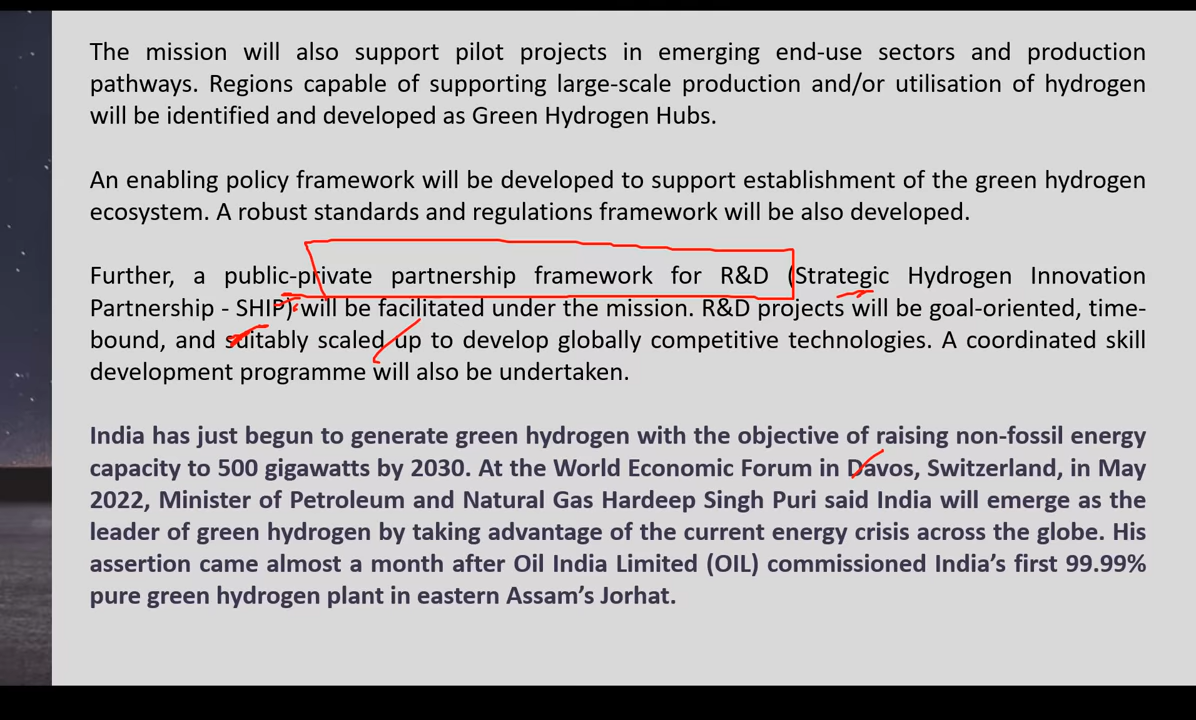 The mission will also support pilot projects in emerging end-use sectors and production
pathways. Regions capable of supporting large-scale production and/or utilisation of hydrogen
will be identified and developed as Green Hydrogen Hubs.
An enabling policy framework will be developed to support establishment of the green hydrogen
ecosystem. A robust standards and regulations framework will be also developed.
Further, a public-private partnership framework for R&D (Strategic Hydrogen Innovation
Partnership - SHIP) will be facilitated under the mission. R&D projects will be goal-oriented, time-
bound, and suitably scaled up to develop globally competitive technologies. A coordinated skill
development programme will also be undertaken.
India has just begun to generate green hydrogen with the objective of raising non-fossil energy
capacity to 500 gigawatts by 2030. At the World Economic Forum in Davos, Switzerland, in May
2022, Minister of Petroleum and Natural Gas Hardeep Singh Puri said India will emerge as the
leader of green hydrogen by taking advantage of the current energy crisis across the globe. His
assertion came almost a month after Oil India Limited (OIL) commissioned India’s first 99.99%
pure green hydrogen plant in eastern Assam’s Jorhat.